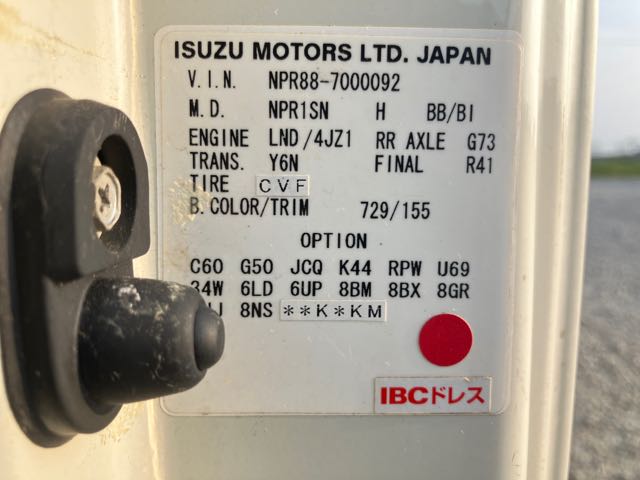 ISUZU MOTORS LTD. JAPAN
V.I.N. NPR88-7000092
M.D. NPR1SN H BB/BI
ENGINE LND/4JZ1 RR AXLE G73
TRANS. Y6N FINAL R41
TIRE CVF
B.COLOR/TRIM 729/155
OPTION
C60 G50 JCQ K44 RPW U69
34W 6LD 6UP 8BM 8BX 8GR
8NS **K*KM
IBCドレス